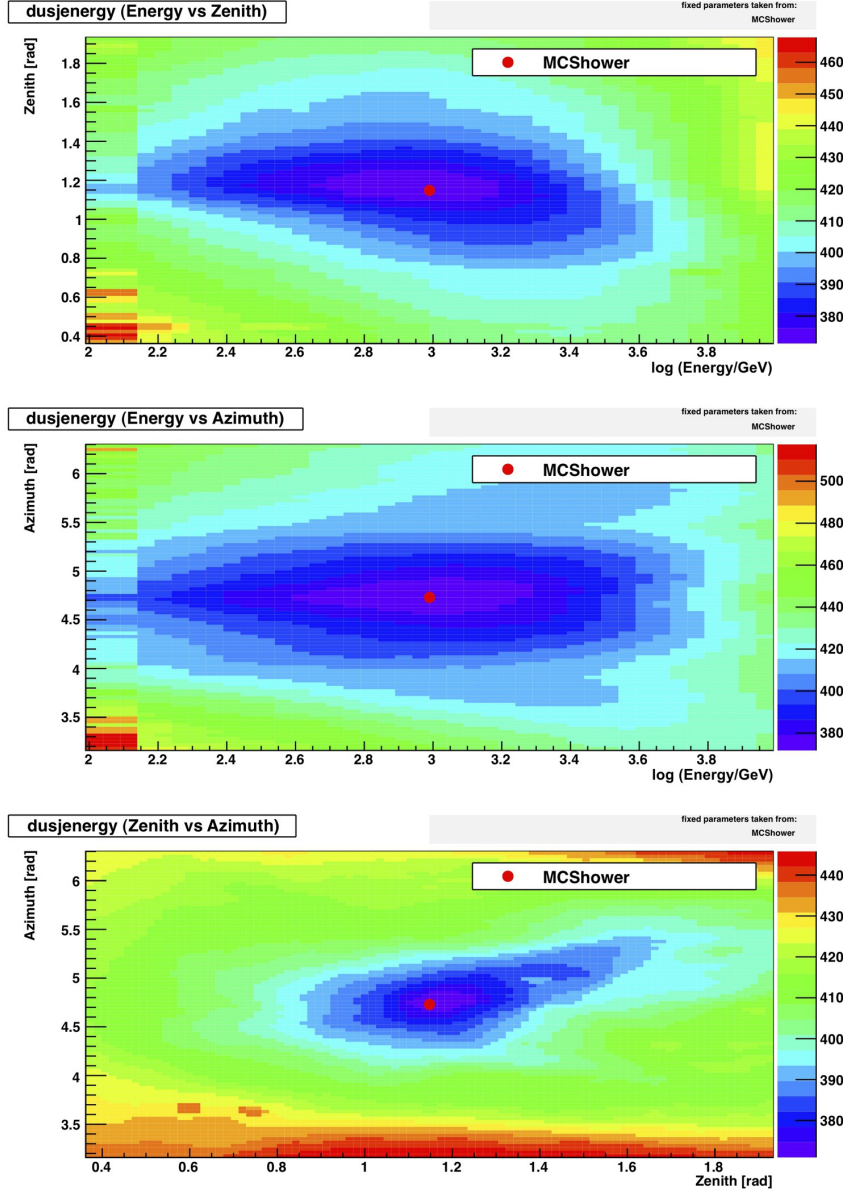 dusjenergy (Energy vs Zenith)
fixed parameters taken from:
MCShower
Zenith [rad]
1.8
1.6
1.4
1.2
1
0.8
0.6
0.4
MCShower
460
450
440
430
420
410
400
390
380
2 2.2 2.4 2.6 2.8 3 3.2 3.4 3.6 3.8
log (Energy/GeV)
dusjenergy (Energy vs Azimuth)
fixed parameters taken from:
MCShower
Azimuth [rad]
6
5.5
5
4.5
4
3.5
MCShower
500
480
460
440
420
400
380
2 2.2 2.4 2.6 2.8 3 3.2 3.4 3.6 3.8
log (Energy/GeV)
dusjenergy (Zenith vs Azimuth)
fixed parameters taken from:
MCShower
Azimuth [rad]
6
5.5
5
4.5
4
3.5
MCShower
440
430
420
410
400
390
380
0.4 0.6 0.8 1 1.2 1.4 1.6 1.8
Zenith [rad]